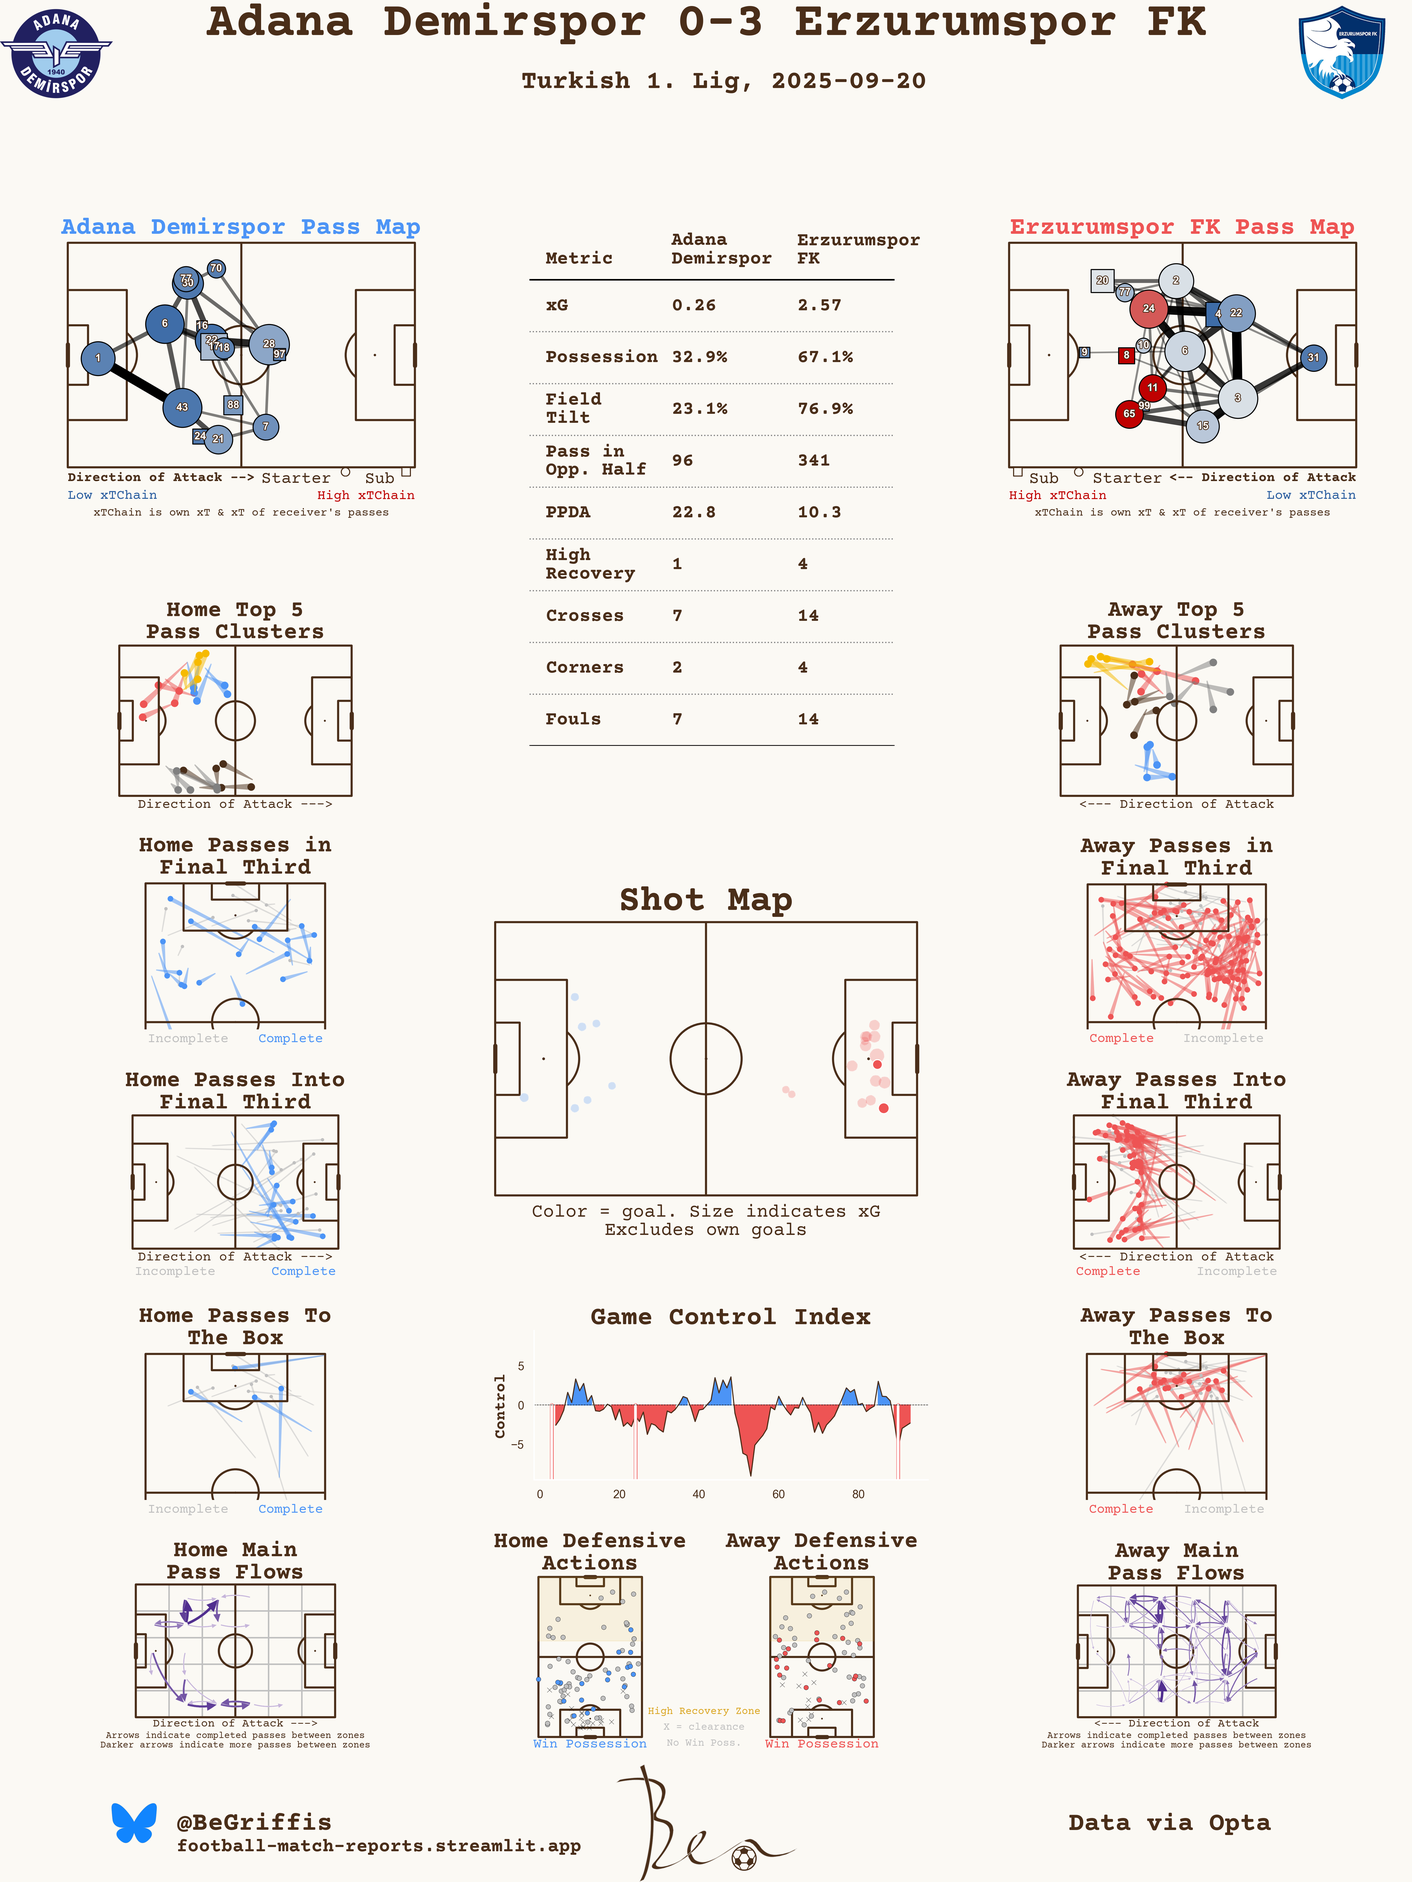 Adana Demirspor 0-3 Erzurumspor FK
Turkish 1. Lig, 2025-09-20
ADANA
1940
DEMİRSPOR
ERZURUMSPOR FK
Adana Demirspor Pass Map
70
77
30
6
16
22
17
18
28
97
1
43
88
24
21
7
Direction of Attack --> Starter Sub
Low xTChain High xTChain
xTChain is own xT & xT of receiver's passes
Metric Adana Demirspor Erzurumspor FK
xG 0.26 2.57
Possession 32.9% 67.1%
Field Tilt 23.1% 76.9%
Pass in Opp. Half 96 341
PPDA 22.8 10.3
High Recovery 1 4
Crosses 7 14
Corners 2 4
Fouls 7 14
Erzurumspor FK Pass Map
20
2
77
24
4
22
10
9
8
6
31
11
99
65
3
15
Sub Starter <-- Direction of Attack
High xTChain Low xTChain
xTChain is own xT & xT of receiver's passes
Home Top 5
Pass Clusters
Direction of Attack --->
Away Top 5
Pass Clusters
<--- Direction of Attack
Home Passes in
Final Third
Incomplete Complete
Away Passes in
Final Third
Complete Incomplete
Shot Map
Color = goal. Size indicates xG
Excludes own goals
Home Passes Into
Final Third
Direction of Attack --->
Incomplete Complete
Away Passes Into
Final Third
<--- Direction of Attack
Complete Incomplete
Home Passes To
The Box
Incomplete Complete
Game Control Index
Control
5
0
−5
0 20 40 60 80
Away Passes To
The Box
Complete Incomplete
Home Main
Pass Flows
Direction of Attack --->
Arrows indicate completed passes between zones
Darker arrows indicate more passes between zones
Home Defensive
Actions
Win Possession
High Recovery Zone
X = clearance
No Win Poss.
Away Defensive
Actions
Win Possession
Away Main
Pass Flows
<--- Direction of Attack
Arrows indicate completed passes between zones
Darker arrows indicate more passes between zones
@BeGriffis
football-match-reports.streamlit.app
Ben
Data via Opta